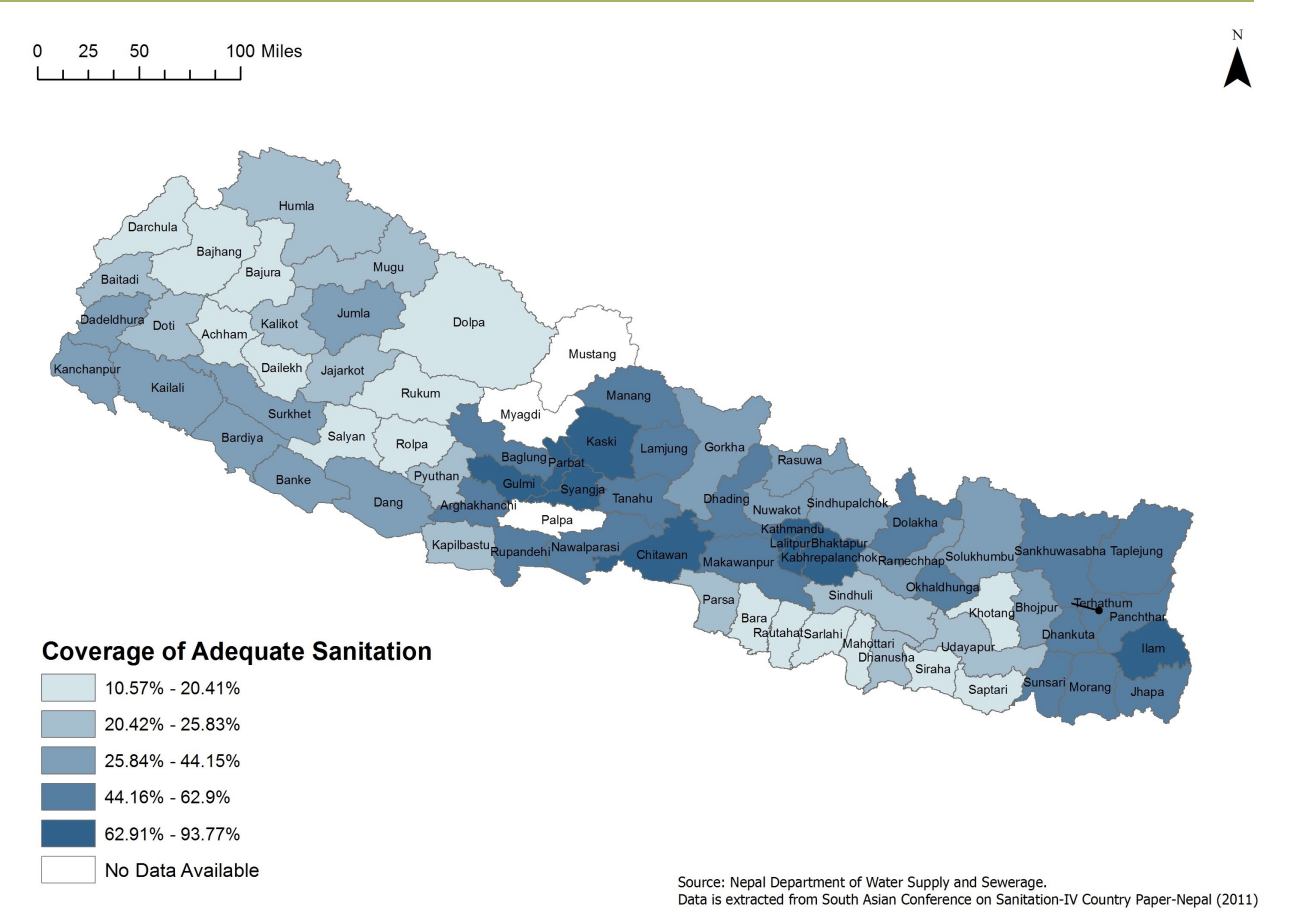 0 25 50 100 Miles
N
Humla
Darchula
Bajhang
Mugu
Bajura
Baitadi
Jumla
Dadeldhura
Doti
Kalikot
Dolpa
Achham
Mustang
Dailekh
Kanchanpur
Jajarkot
Kailali
Rukum
Manang
Surkhet
Myagdi
Bardiya
Salyan
Rolpa
Kaski
Lamjung
Gorkha
Baglung
Parbat
Rasuwa
Banke
Pyuthan
Gulmi
Syangja
Dang
Arghakhanchi
Tanahu
Dhading
Sindhupalchok
Nuwakot
Palpa
Dolakha
Kathmandu
Kapilbastu
Rupandehi
Nawalparasi
Lalitpur
Bhaktapur
Chitawan
Makawanpur
Kabhrepalanchok
Ramechhap
Solukhumbu
Sankhuwasabha
Taplejung
Okhaldhunga
Parsa
Sindhuli
Terhathum
Bhojpur
Khotang
Panchthar
Bara
Rautahat
Sarlahi
Dhankuta
Mahottari
Udayapur
Ilam
Dhanusha
Siraha
Sunsari
Morang
Jhapa
Saptari
Coverage of Adequate Sanitation
10.57% - 20.41%
20.42% - 25.83%
25.84% - 44.15%
44.16% - 62.9%
62.91% - 93.77%
No Data Available
Source: Nepal Department of Water Supply and Sewerage.
Data is extracted from South Asian Conference on Sanitation-IV Country Paper-Nepal (2011)